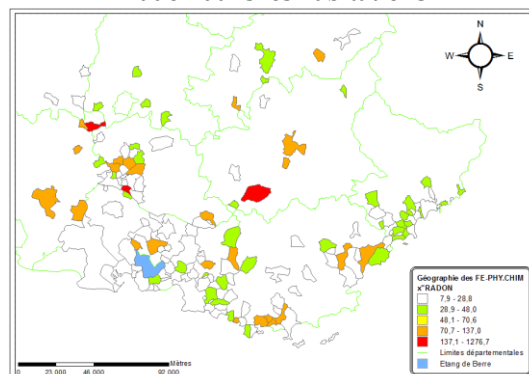 N
W E
S
Géographie des FE-PHY.CHIM
x"RADON
7,9 - 28,8
28,9 - 48,0
48,1 - 70,6
70,7 - 137,0
137,1 - 1276,7
Limites départementales
Etang de Berre
Mètres
0 23 000 46 000 92 000